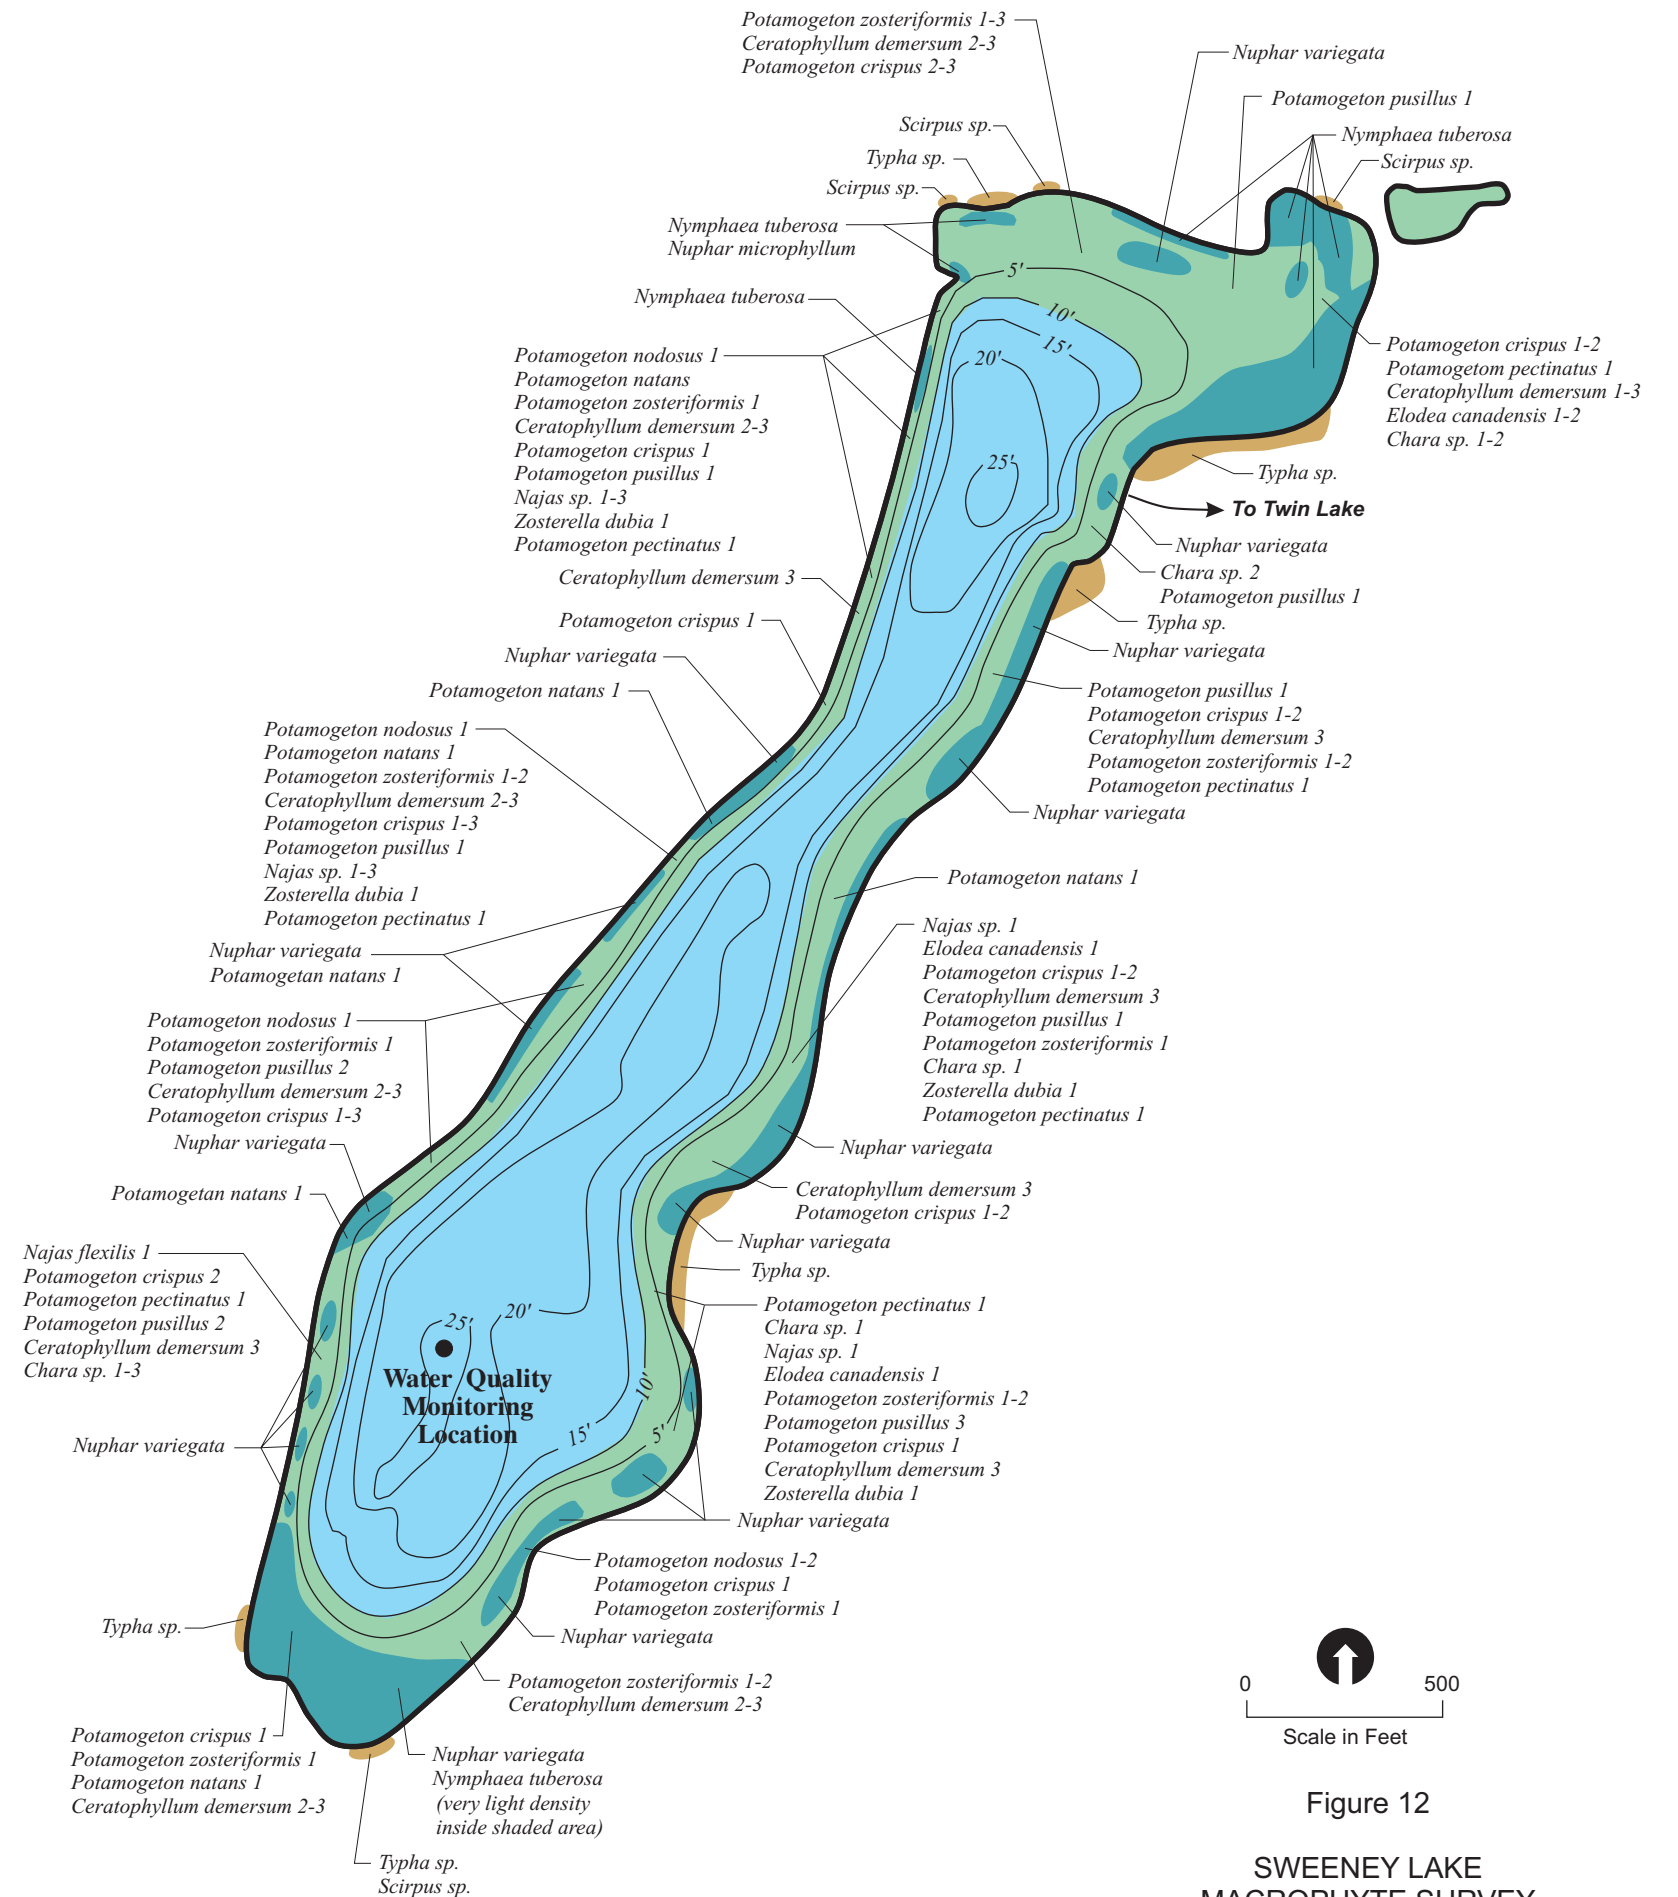 Potamogeton zosteriformis 1-3
Ceratophyllum demersum 2-3
Potamogeton crispus 2-3
Nuphar variegata
Potamogeton pusillus 1
Nymphaea tuberosa
Scirpus sp.
Scirpus sp.
Typha sp.
Scirpus sp.
Nymphaea tuberosa
Nuphar microphyllum
Nymphaea tuberosa
5'
10'
15'
20'
25'
Potamogeton nodosus 1
Potamogeton natans
Potamogeton zosteriformis 1
Ceratophyllum demersum 2-3
Potamogeton crispus 1
Potamogeton pusillus 1
Najas sp. 1-3
Zosterella dubia 1
Potamogeton pectinatus 1
Potamogeton crispus 1-2
Potamogetom pectinatus 1
Ceratophyllum demersum 1-3
Elodea canadensis 1-2
Chara sp. 1-2
Typha sp.
To Twin Lake
Nuphar variegata
Chara sp. 2
Potamogeton pusillus 1
Typha sp.
Nuphar variegata
Ceratophyllum demersum 3
Potamogeton crispus 1
Nuphar variegata
Potamogeton natans 1
Potamogeton pusillus 1
Potamogeton crispus 1-2
Ceratophyllum demersum 3
Potamogeton zosteriformis 1-2
Potamogeton pectinatus 1
Nuphar variegata
Potamogeton nodosus 1
Potamogeton natans 1
Potamogeton zosteriformis 1-2
Ceratophyllum demersum 2-3
Potamogeton crispus 1-3
Potamogeton pusillus 1
Najas sp. 1-3
Zosterella dubia 1
Potamogeton pectinatus 1
Potamogeton natans 1
Nuphar variegata
Potamogetan natans 1
Najas sp. 1
Elodea canadensis 1
Potamogeton crispus 1-2
Ceratophyllum demersum 3
Potamogeton pusillus 1
Potamogeton zosteriformis 1
Chara sp. 1
Zosterella dubia 1
Potamogeton pectinatus 1
Potamogeton nodosus 1
Potamogeton zosteriformis 1
Potamogeton pusillus 2
Ceratophyllum demersum 2-3
Potamogeton crispus 1-3
Nuphar variegata
Nuphar variegata
Potamogetan natans 1
Ceratophyllum demersum 3
Potamogeton crispus 1-2
Nuphar variegata
Typha sp.
Najas flexilis 1
Potamogeton crispus 2
Potamogeton pectinatus 1
Potamogeton pusillus 2
Ceratophyllum demersum 3
Chara sp. 1-3
Nuphar variegata
25'
20'
Water Quality
Monitoring
Location
10'
15'
5'
Potamogeton pectinatus 1
Chara sp. 1
Najas sp. 1
Elodea canadensis 1
Potamogeton zosteriformis 1-2
Potamogeton pusillus 3
Potamogeton crispus 1
Ceratophyllum demersum 3
Zosterella dubia 1
Nuphar variegata
Potamogeton nodosus 1-2
Potamogeton crispus 1
Potamogeton zosteriformis 1
Nuphar variegata
Typha sp.
Potamogeton zosteriformis 1-2
Ceratophyllum demersum 2-3
Potamogeton crispus 1
Potamogeton zosteriformis 1
Potamogeton natans 1
Ceratophyllum demersum 2-3
Nuphar variegata
Nymphaea tuberosa
(very light density
inside shaded area)
Typha sp.
Scirpus sp.
0 500
Scale in Feet
Figure 12
SWEENEY LAKE
MACROPHYTE SURVEY